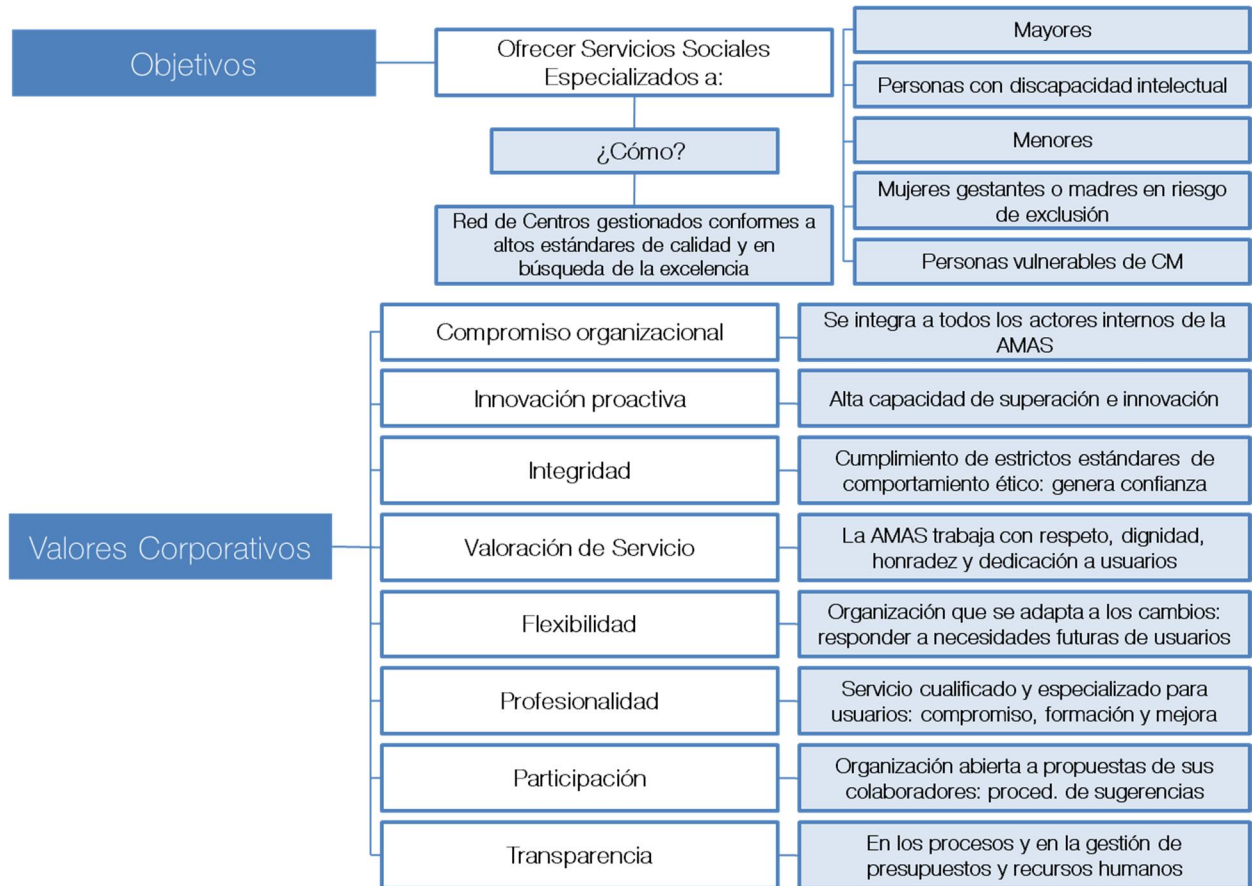 Objetivos
Ofrecer Servicios Sociales
Especializados a:
¿Cómo?
Red de Centros gestionados conformes a
altos estándares de calidad y en
búsqueda de la excelencia
Mayores
Personas con discapacidad intelectual
Menores
Mujeres gestantes o madres en riesgo
de exclusión
Personas vulnerables de CM
Valores Corporativos
Compromiso organizacional
Se integra a todos los actores internos de la
AMAS
Innovación proactiva
Alta capacidad de superación e innovación
Integridad
Cumplimiento de estrictos estándares de
comportamiento ético: genera confianza
Valoración de Servicio
La AMAS trabaja con respeto, dignidad,
honradez y dedicación a usuarios
Flexibilidad
Organización que se adapta a los cambios:
responder a necesidades futuras de usuarios
Profesionalidad
Servicio cualificado y especializado para
usuarios: compromiso, formación y mejora
Participación
Organización abierta a propuestas de sus
colaboradores: proced. de sugerencias
Transparencia
En los procesos y en la gestión de
presupuestos y recursos humanos